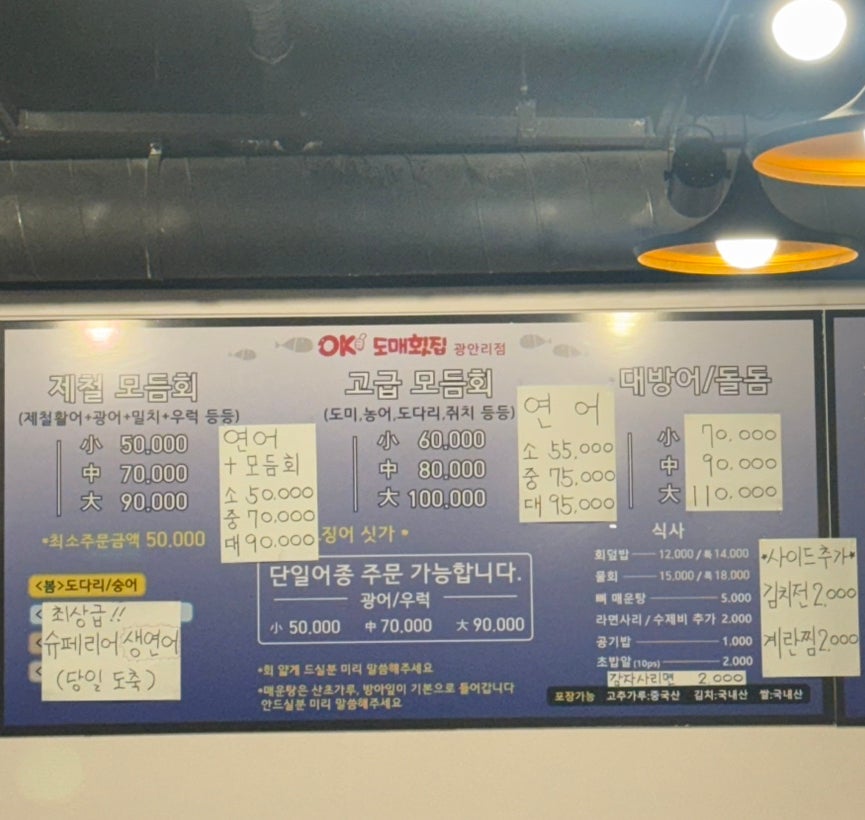 OK 도매횟집 광안리점
제철 모듬회
(제철활어+광어+밀치+우럭 등등)
小 50.000
中 70.000
大 90.000
*최소주문금액 50.000
연어
+모듬회
소 50.000
중 70.000
대 90.000
고급 모듬회
(도미,농어,도다리,쥐치 등등)
小 60.000
中 80.000
大 100.000
징어 싯가 *
연어
소 55,000
중 75,000
대 95,000
대방어/돌돔
小 70.000
中 90.000
大 110.000
<봄>도다리/숭어
최상급!!
슈페리어 생연어
(당일 도축)
단일어종 주문 가능합니다.
광어/우럭
小 50.000 中 70.000 大 90.000
*회 얇게 드실분 미리 말씀해주세요
*매운탕은 산초가루, 방아잎이 기본으로 들어갑니다
안드실분 미리 말씀해주세요
식사
회덮밥 12,000 / 특 14,000
물회 15,000 / 특 18,000
뼈 매운탕 5.000
라면사리 / 수제비 추가 2.000
공기밥 1.000
초밥알 (10ps) 2.000
감자사리면 2.000
포장가능 고추가루:중국산 김치:국내산 쌀:국내산
*사이드추가*
김치전 2.000
계란찜 2.000